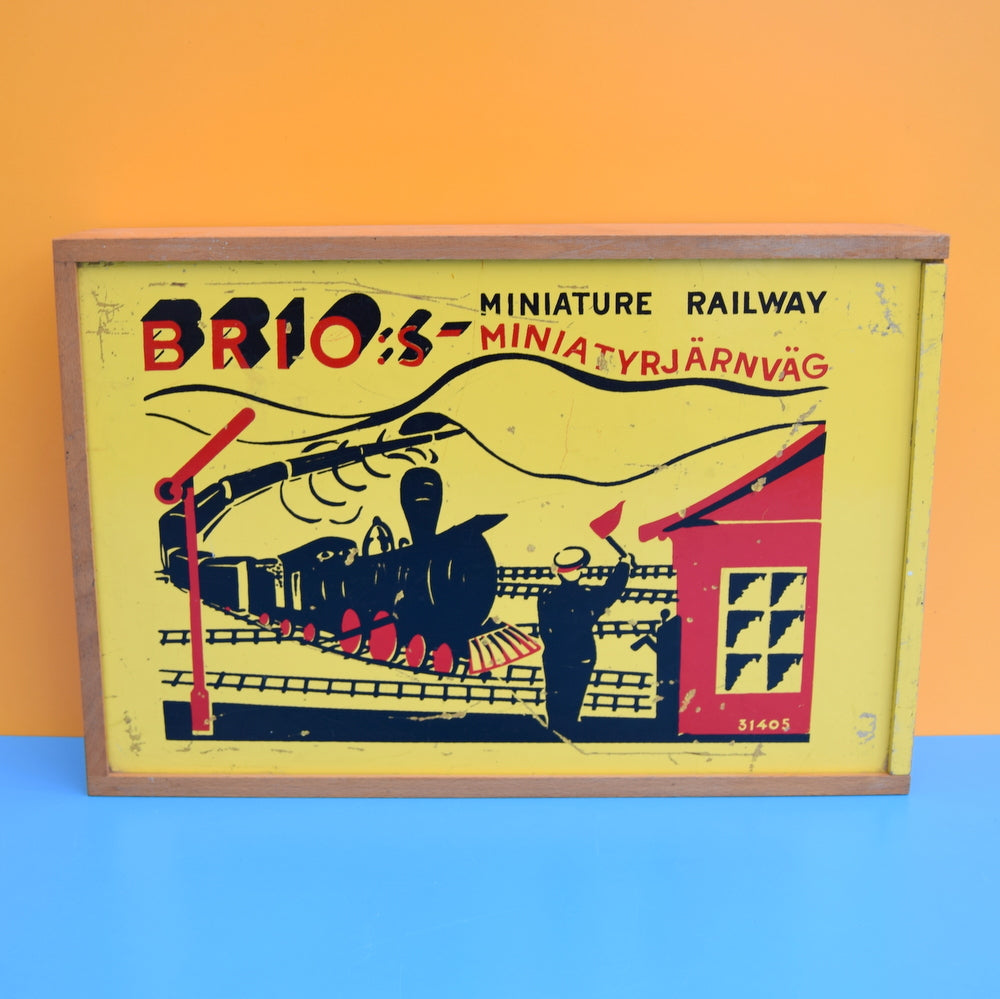 BRIO:s- MINIATURE RAILWAY
MINIATYRJÄRNVÄG
31405